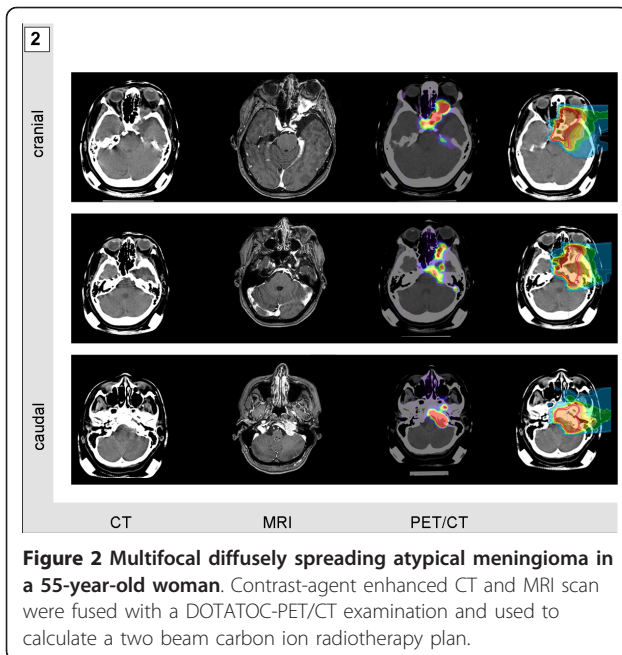 2
cranial
caudal
CT MRI PET/CT
Figure 2 Multifocal diffusely spreading atypical meningioma in
a 55-year-old woman. Contrast-agent enhanced CT and MRI scan
were fused with a DOTATOC-PET/CT examination and used to
calculate a two beam carbon ion radiotherapy plan.